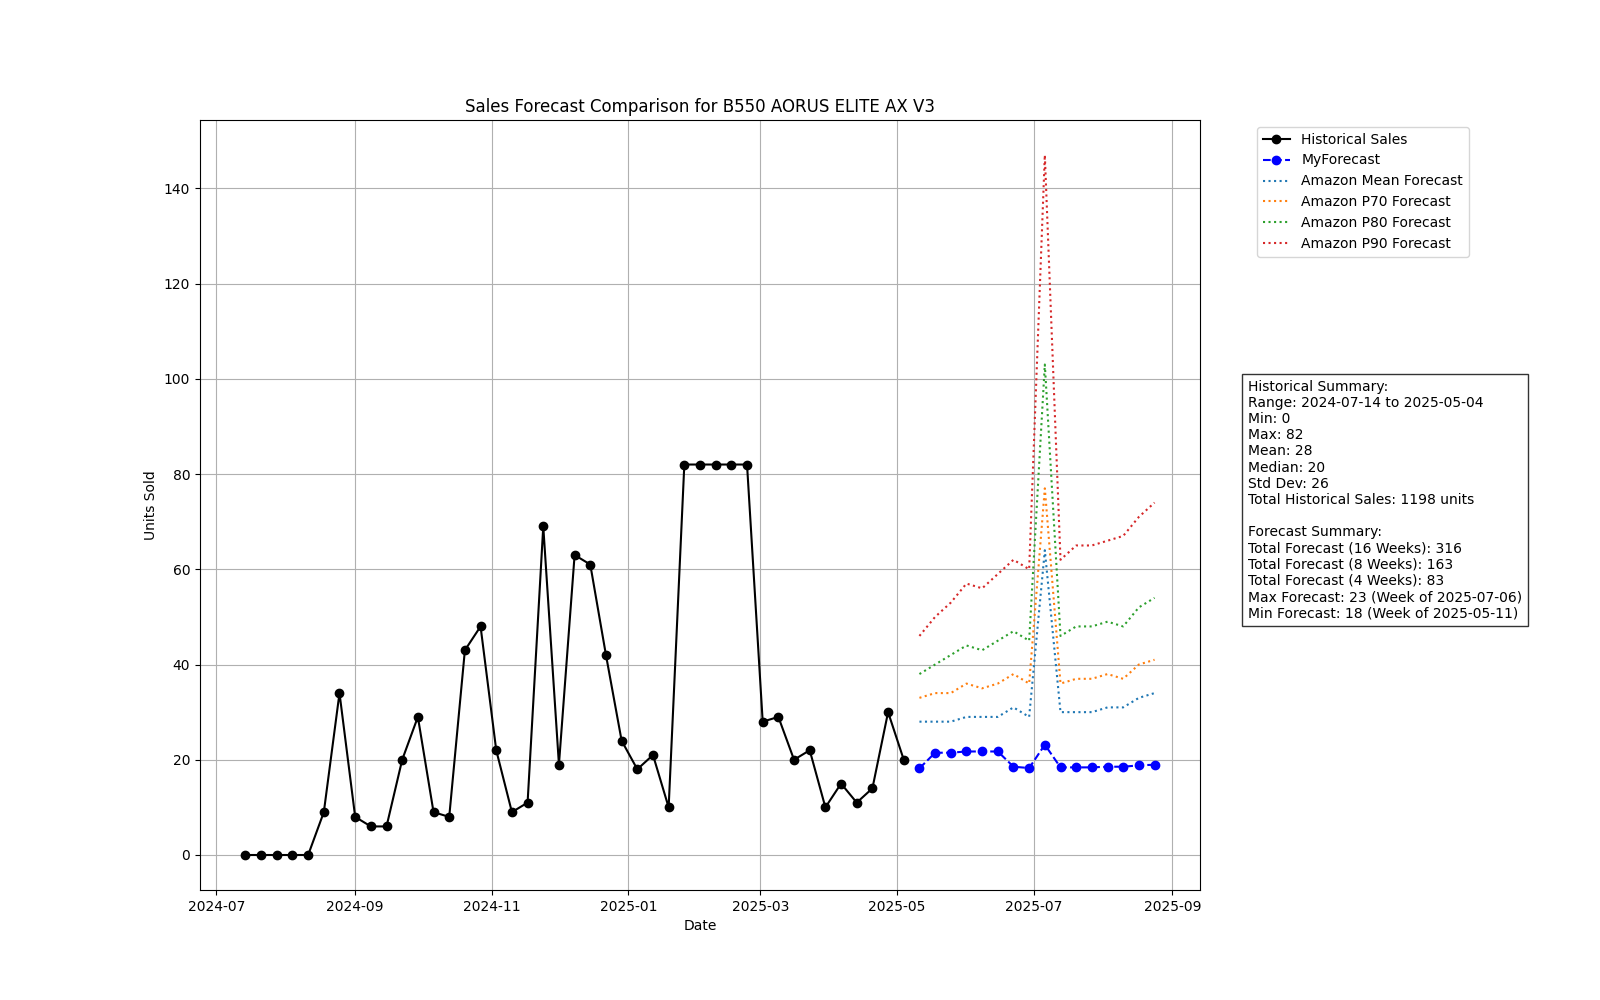 Sales Forecast Comparison for B550 AORUS ELITE AX V3
Historical Sales
MyForecast
Amazon Mean Forecast
Amazon P70 Forecast
Amazon P80 Forecast
Amazon P90 Forecast
140
120
100
80
60
40
20
0
Units Sold
2024-07
2024-09
2024-11
2025-01
2025-03
2025-05
2025-07
2025-09
Date
Historical Summary:
Range: 2024-07-14 to 2025-05-04
Min: 0
Max: 82
Mean: 28
Median: 20
Std Dev: 26
Total Historical Sales: 1198 units
Forecast Summary:
Total Forecast (16 Weeks): 316
Total Forecast (8 Weeks): 163
Total Forecast (4 Weeks): 83
Max Forecast: 23 (Week of 2025-07-06)
Min Forecast: 18 (Week of 2025-05-11)